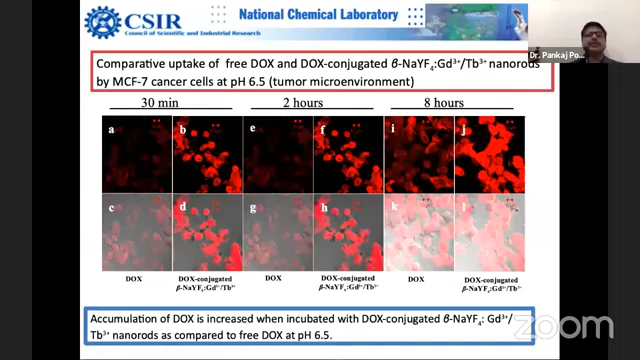 CSIR
Council of Scientific and Industrial Research
National Chemical Laboratory
Dr. Pankaj Po...
Comparative uptake of free DOX and DOX-conjugated β-NaYF₄:Gd³⁺/Tb³⁺ nanorods
by MCF-7 cancer cells at pH 6.5 (tumor microenvironment)
30 min 2 hours 8 hours
a b e f i j
c d g h k l
DOX DOX-conjugated β-NaYF₄:Gd³⁺/Tb³⁺ DOX DOX-conjugated β-NaYF₄:Gd³⁺/Tb³⁺ DOX DOX-conjugated β-NaYF₄:Gd³⁺/Tb³⁺
Accumulation of DOX is increased when incubated with DOX-conjugated β-NaYF₄: Gd³⁺/
Tb³⁺ nanorods as compared to free DOX at pH 6.5.
zoom